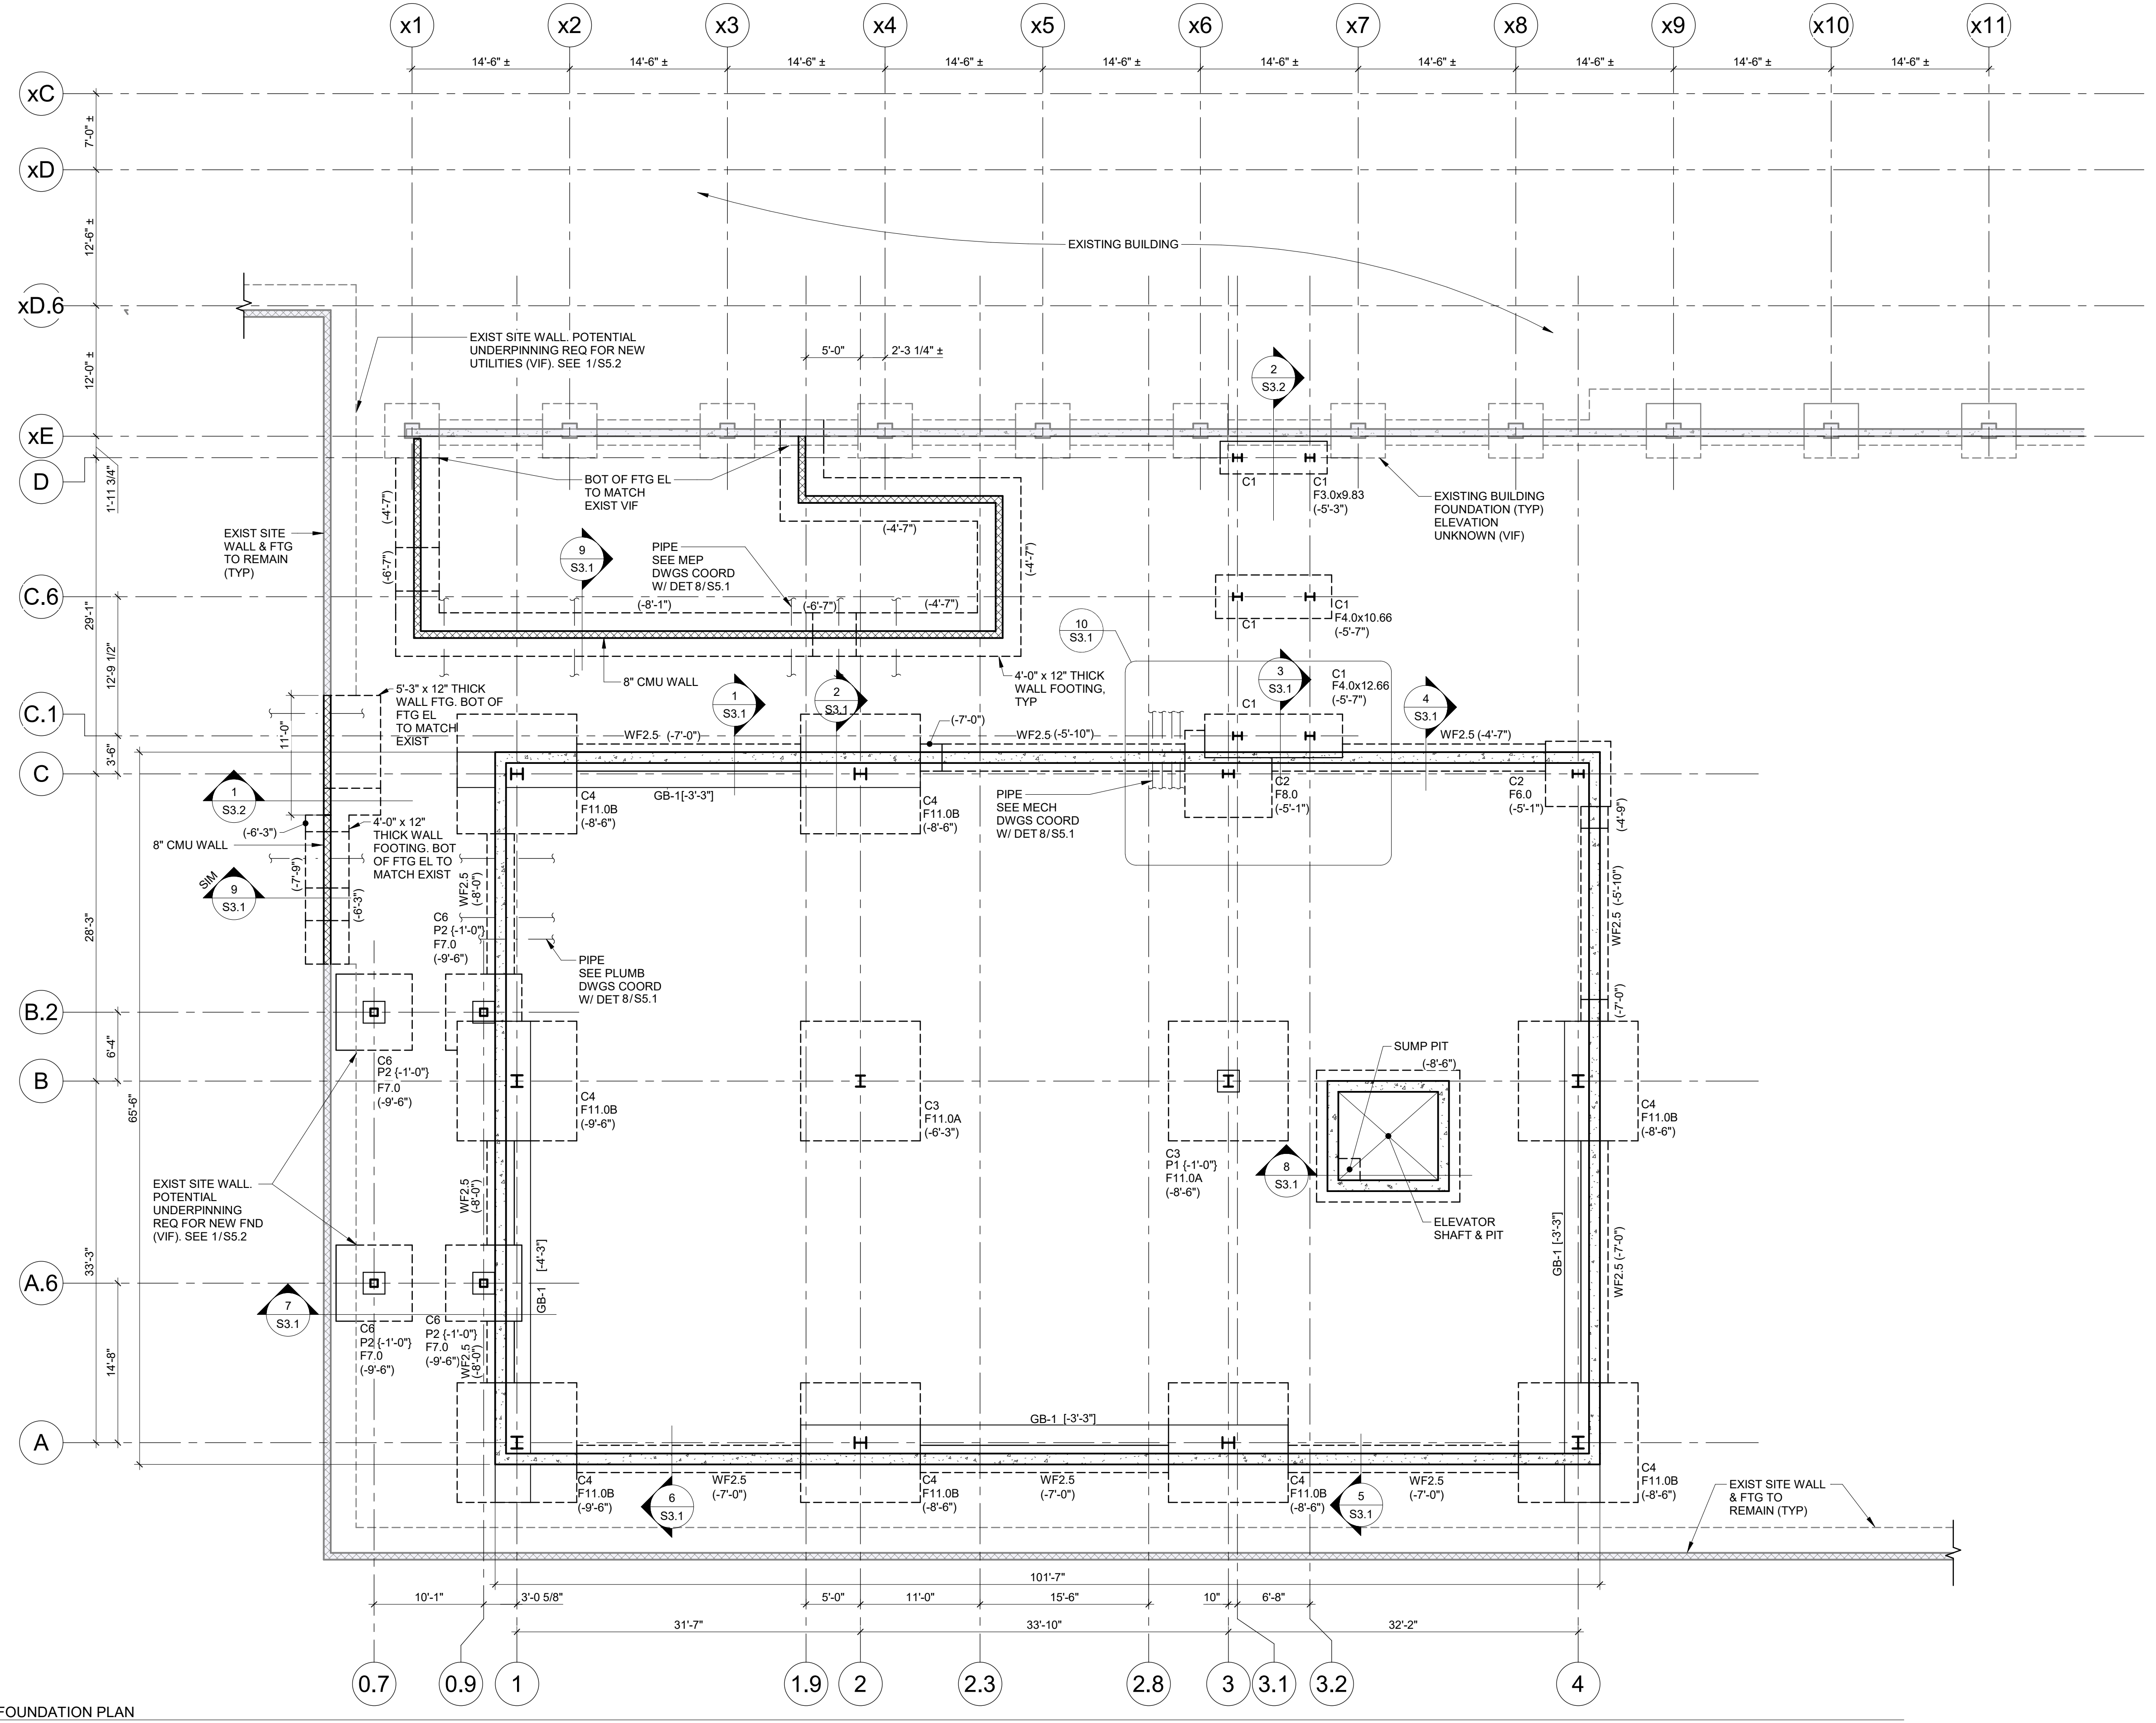 x1
x2
x3
x4
x5
x6
x7
x8
x9
x10
x11
14'-6" ±
14'-6" ±
14'-6" ±
14'-6" ±
14'-6" ±
14'-6" ±
14'-6" ±
14'-6" ±
14'-6" ±
14'-6" ±
xC
7'-0" ±
xD
12'-6" ±
EXISTING BUILDING
xD.6
12'-0" ±
EXIST SITE WALL. POTENTIAL
UNDERPINNING REQ FOR NEW
UTILITIES (VIF). SEE 1/S5.2
5'-0"
2'-3 1/4" ±
2
S3.2
xE
D
1'-11 3/4"
BOT OF FTG EL
TO MATCH
EXIST VIF
C1
C1
F3.0x9.83
(-5'-3")
EXISTING BUILDING
FOUNDATION (TYP)
ELEVATION
UNKNOWN (VIF)
(-4'-7")
(-4'-7")
EXIST SITE
WALL & FTG
TO REMAIN
(TYP)
9
S3.1
PIPE
SEE MEP
DWGS COORD
W/ DET 8/S5.1
(-6'-7")
(-4'-7")
C.6
29'-1"
(-8'-1")
(-6'-7")
(-4'-7")
C1
C1
F4.0x10.66
(-5'-7")
10
S3.1
12'-9 1/2"
8" CMU WALL
4'-0" x 12" THICK
WALL FOOTING,
TYP
5'-3" x 12" THICK
WALL FTG. BOT OF
FTG EL
TO MATCH
EXIST
1
S3.1
2
S3.1
3
S3.1
C1
F4.0x12.66
(-5'-7")
C1
4
S3.1
C.1
11'-0"
3'-6"
WF2.5 (-7'-0")
(-7'-0")
WF2.5 (-5'-10")
WF2.5 (-4'-7")
C
GB-1[-3'-3"]
C4
F11.0B
(-8'-6")
C4
F11.0B
(-8'-6")
PIPE
SEE MECH
DWGS COORD
W/ DET 8/S5.1
C2
F8.0
(-5'-1")
C2
F6.0
(-5'-1")
(-4'-9")
1
S3.2
(-6'-3")
8" CMU WALL
4'-0" x 12"
THICK WALL
FOOTING. BOT
OF FTG EL TO
MATCH EXIST
SIM
9
S3.1
(-7'-9")
(-6'-3")
WF2.5
(-8'-0")
WF2.5 (-5'-10")
28'-3"
C6
P2 {-1'-0"}
F7.0
(-9'-6")
PIPE
SEE PLUMB
DWGS COORD
W/ DET 8/S5.1
(-7'-0")
B.2
6'-4"
B
65'-6"
C6
P2 {-1'-0"}
F7.0
(-9'-6")
C4
F11.0B
(-9'-6")
C3
F11.0A
(-6'-3")
C3
P1 {-1'-0"}
F11.0A
(-8'-6")
SUMP PIT
(-8'-6")
C4
F11.0B
(-8'-6")
8
S3.1
EXIST SITE WALL.
POTENTIAL
UNDERPINNING
REQ FOR NEW FND
(VIF). SEE 1/S5.2
WF2.5
(-8'-0")
ELEVATOR
SHAFT & PIT
33'-3"
GB-1 [-4'-3"]
GB-1 [-3'-3"]
WF2.5 (-7'-0")
A.6
7
S3.1
C6
P2 {-1'-0"}
F7.0
(-9'-6")
C6
P2 {-1'-0"}
F7.0
(-9'-6")
WF2.5
(-8'-0")
14'-8"
A
GB-1 [-3'-3"]
C4
F11.0B
(-9'-6")
6
S3.1
WF2.5
(-7'-0")
C4
F11.0B
(-8'-6")
WF2.5
(-7'-0")
C4
F11.0B
(-8'-6")
5
S3.1
WF2.5
(-7'-0")
C4
F11.0B
(-8'-6")
EXIST SITE WALL
& FTG TO
REMAIN (TYP)
101'-7"
10'-1"
3'-0 5/8"
5'-0"
11'-0"
15'-6"
10"
6'-8"
31'-7"
33'-10"
32'-2"
0.7
0.9
1
1.9
2
2.3
2.8
3
3.1
3.2
4
FOUNDATION PLAN